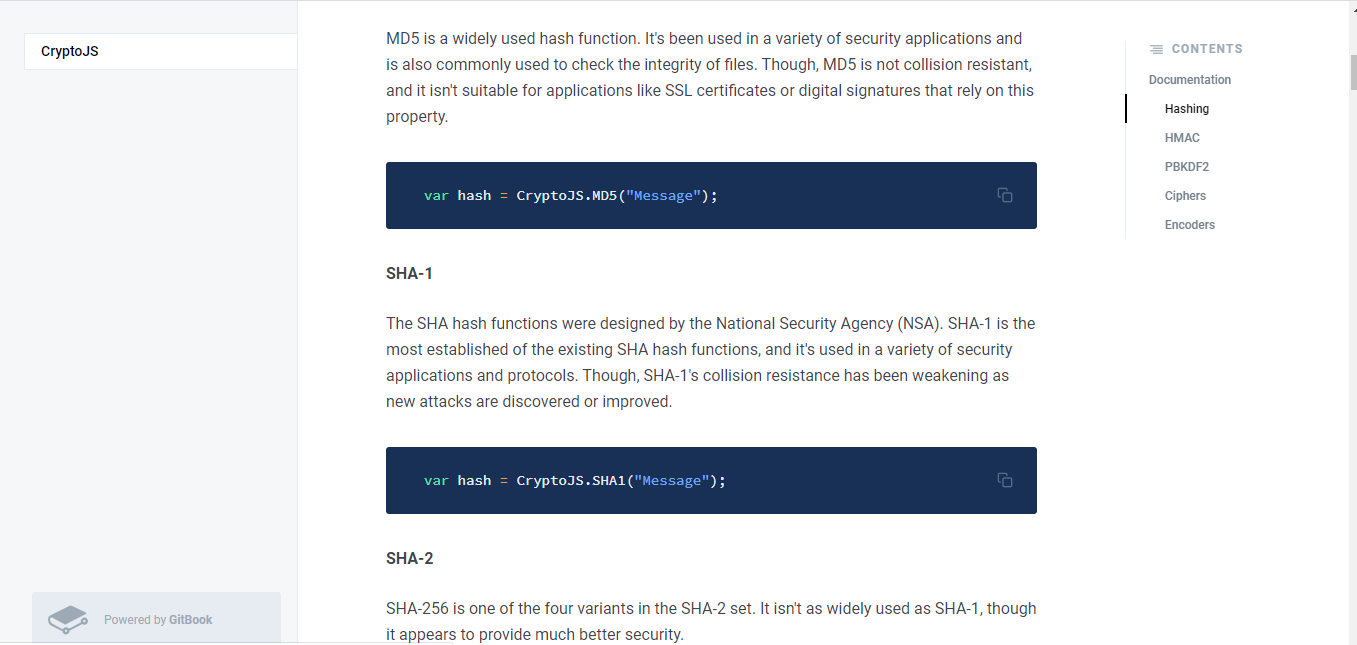 CryptoJS
MD5 is a widely used hash function. It's been used in a variety of security applications and
is also commonly used to check the integrity of files. Though, MD5 is not collision resistant,
and it isn't suitable for applications like SSL certificates or digital signatures that rely on this
property.
var hash = CryptoJS.MD5("Message");
SHA-1
The SHA hash functions were designed by the National Security Agency (NSA). SHA-1 is the
most established of the existing SHA hash functions, and it's used in a variety of security
applications and protocols. Though, SHA-1's collision resistance has been weakening as
new attacks are discovered or improved.
var hash = CryptoJS.SHA1("Message");
SHA-2
SHA-256 is one of the four variants in the SHA-2 set. It isn't as widely used as SHA-1, though
it appears to provide much better security.
CONTENTS
Documentation
Hashing
HMAC
PBKDF2
Ciphers
Encoders
Powered by GitBook